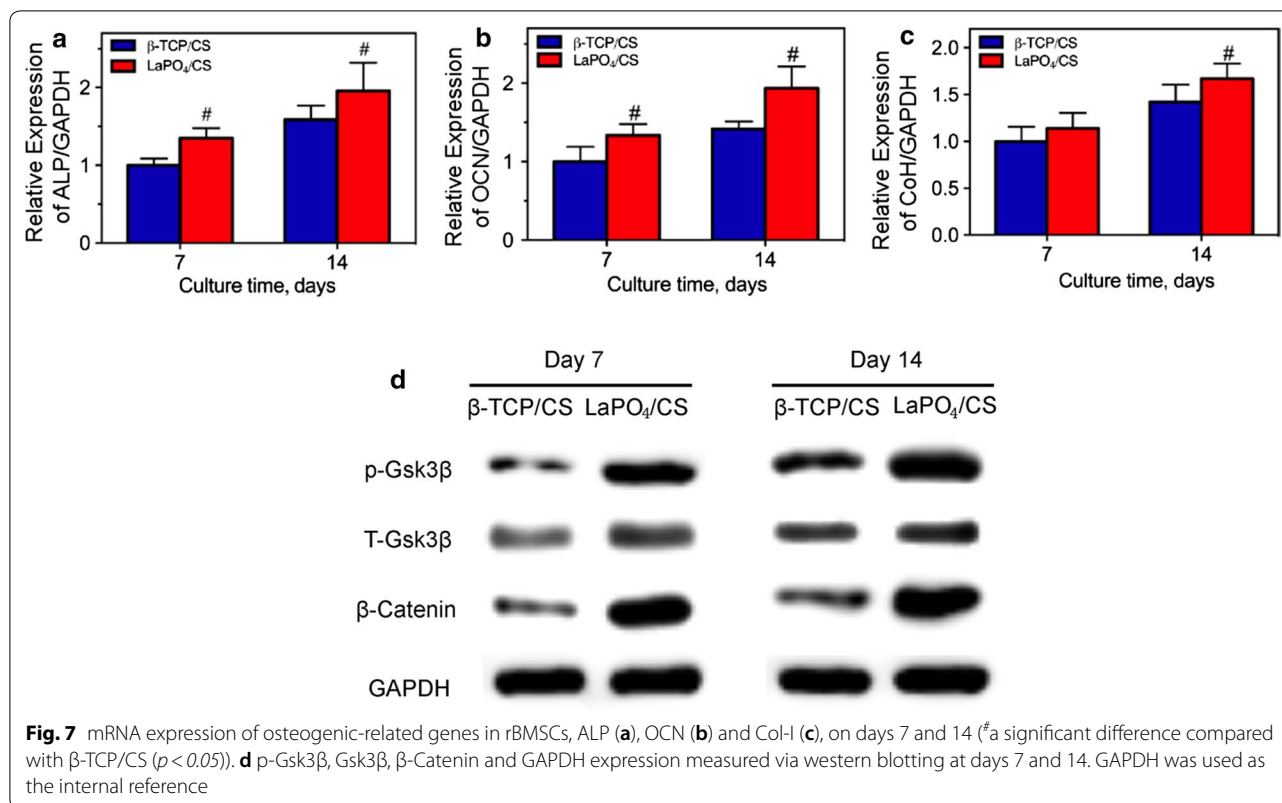 a
β-TCP/CS
LaPO₄/CS
Relative Expression
of ALP/GAPDH
2
1
0
#
#
7
14
Culture time, days
b
β-TCP/CS
LaPO₄/CS
Relative Expression
of OCN/GAPDH
2
1
0
#
#
7
14
Culture time, days
c
β-TCP/CS
LaPO₄/CS
Relative Expression
of CoH/GAPDH
2.0
1.5
1.0
0.5
0.0
#
7
14
Culture time, days
d
Day 7
Day 14
β-TCP/CS LaPO₄/CS
β-TCP/CS LaPO₄/CS
p-Gsk3β
T-Gsk3β
β-Catenin
GAPDH
Fig. 7 mRNA expression of osteogenic-related genes in rBMSCs, ALP (a), OCN (b) and Col-I (c), on days 7 and 14 (#a significant difference compared
with β-TCP/CS (p < 0.05)). d p-Gsk3β, Gsk3β, β-Catenin and GAPDH expression measured via western blotting at days 7 and 14. GAPDH was used as
the internal reference